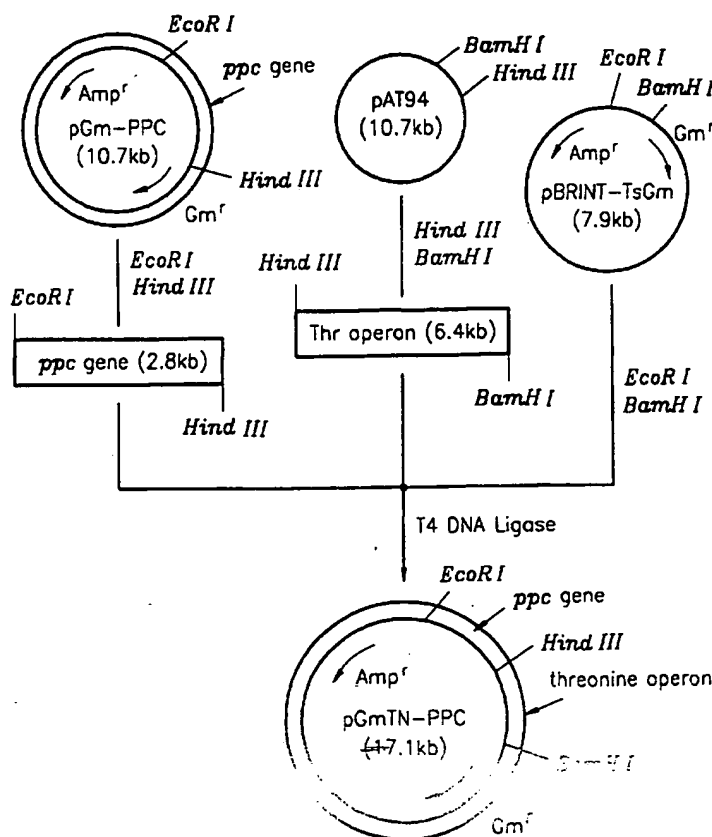 EcoR I
ppc gene
Amp^r
pGm-PPC
(10.7kb)
Hind III
Gm^r
BamH I
Hind III
pAT94
(10.7kb)
EcoR I
BamH I
Gm^r
Amp^r
pBRINT-TsGm
(7.9kb)
EcoR I
Hind III
EcoR I
ppc gene (2.8kb)
Hind III
Hind III
BamH I
Hind III
Thr operon (6.4kb)
BamH I
EcoR I
BamH I
T4 DNA Ligase
EcoR I
ppc gene
Hind III
threonine operon
Amp^r
pGmTN-PPC
(17.1kb)
BamH I
Gm^r